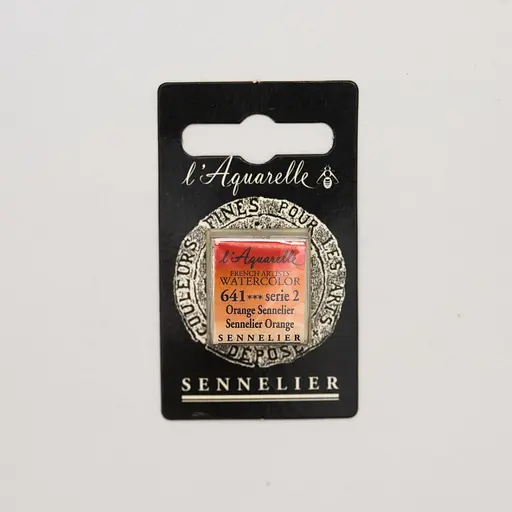 l'Aquarelle
COULEURS FINES POUR LES ARTS
l'Aquarelle
FRENCH ARTISTS'
WATERCOLOR
641 *** serie 2
Orange Sennelier
Sennelier Orange
SENNELIER
DEPOSE
SENNELIER